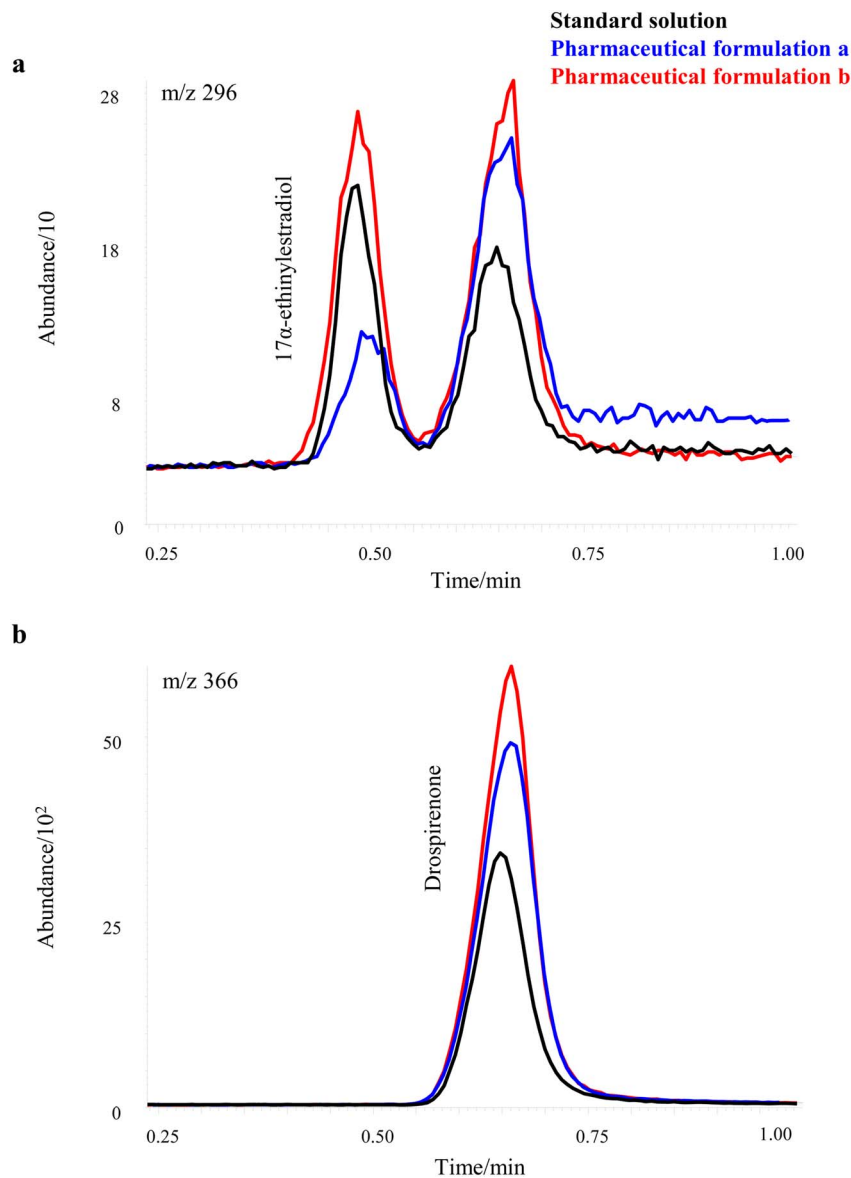 Standard solution
Pharmaceutical formulation a
Pharmaceutical formulation b
a
m/z 296
28
18
8
0
Abundance/10
17α-ethinylestradiol
0.25 0.50 0.75 1.00
Time/min
b
m/z 366
50
25
0
Abundance/10²
Drospirenone
0.25 0.50 0.75 1.00
Time/min